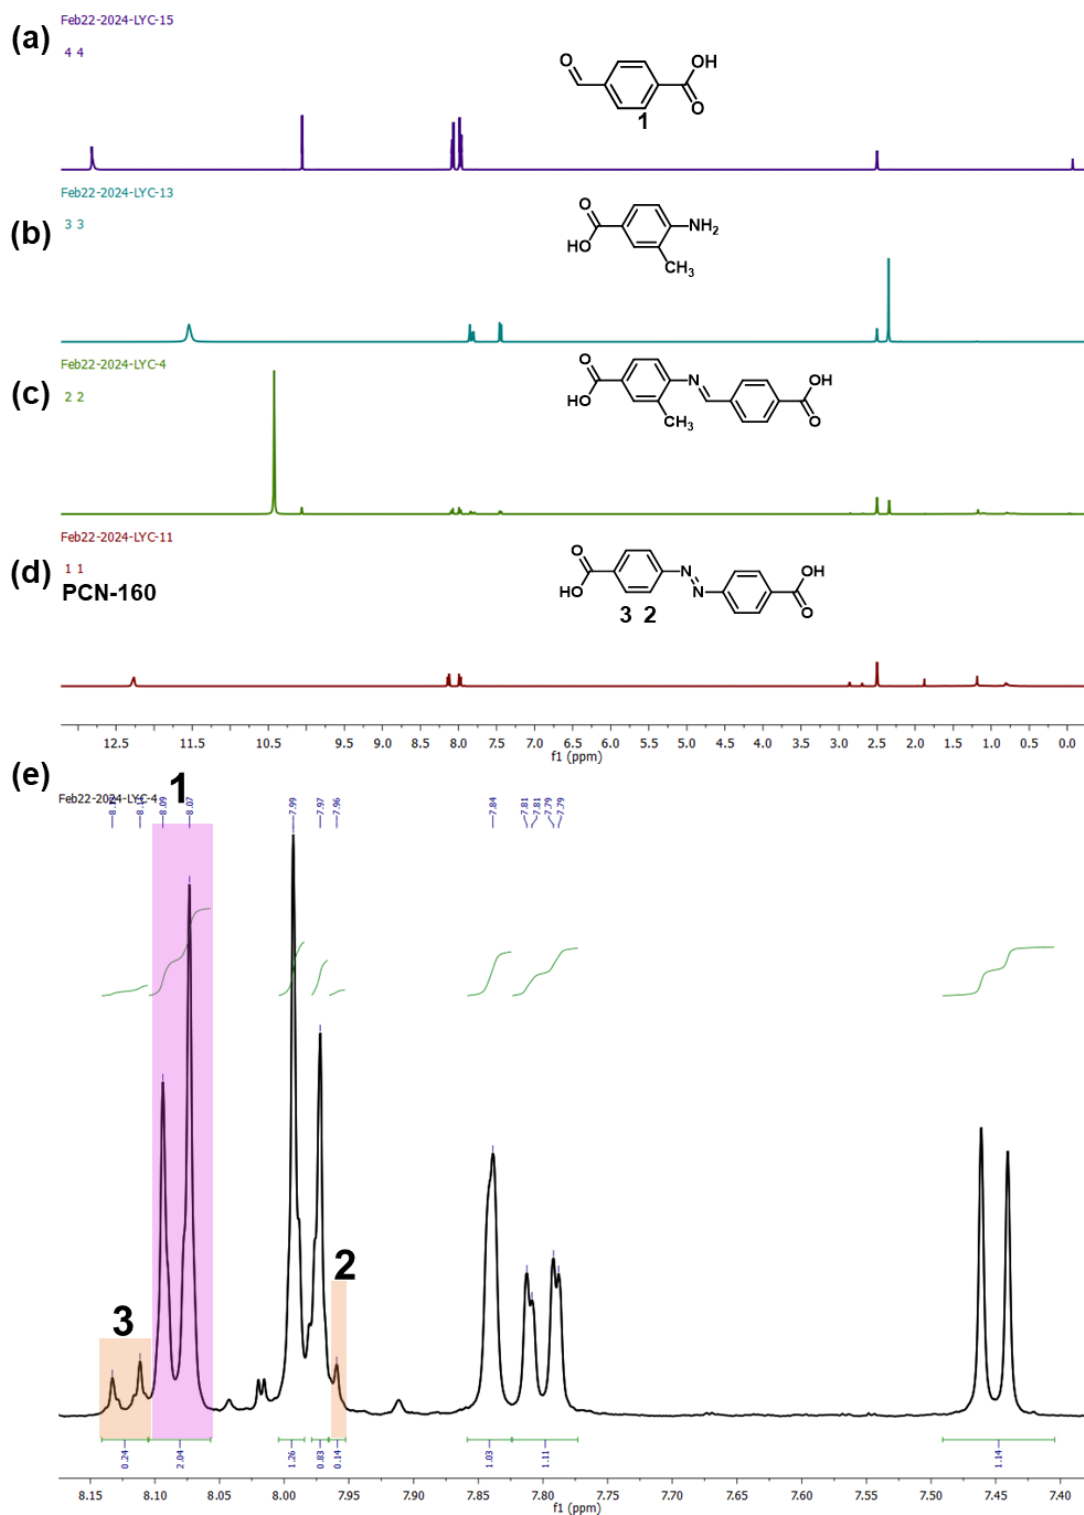 (a)
Feb22-2024-LYC-15
4 4
O
OH
O
1
(b)
Feb22-2024-LYC-13
3 3
O
HO
NH2
CH3
(c)
Feb22-2024-LYC-4
2 2
O
HO
N
CH3
OH
O
(d)
Feb22-2024-LYC-11
1 1
PCN-160
O
HO
N
N
OH
O
3 2
12.5 11.5 10.5 9.5 9.0 8.5 8.0 7.5 7.0 6.5 6.0 5.5 5.0 4.5 4.0 3.5 3.0 2.5 2.0 1.5 1.0 0.5 0.0
f1 (ppm)
(e)
Feb22-2024-LYC-4
1
8.09 8.07 7.99 7.97 7.96 7.84 7.81 7.81 7.79 7.79
2
3
0.24 2.04 1.26 0.83 0.14 1.03 1.11 1.14
8.15 8.10 8.05 8.00 7.95 7.90 7.85 7.80 7.75 7.70 7.65 7.60 7.55 7.50 7.45 7.40
f1 (ppm)